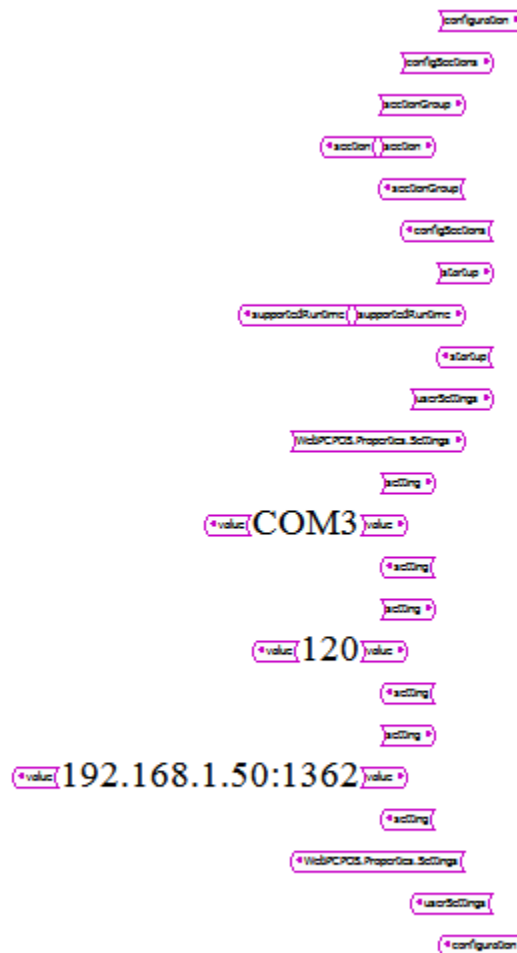 configuration
configSections
sectionGroup
section section
sectionGroup
configSections
startup
supportedRuntime supportedRuntime
startup
userSettings
WebPCPOS.Properties.Settings
setting
value COM3 value
setting
setting
value 120 value
setting
setting
value 192.168.1.50:1362 value
setting
WebPCPOS.Properties.Settings
userSettings
configuration